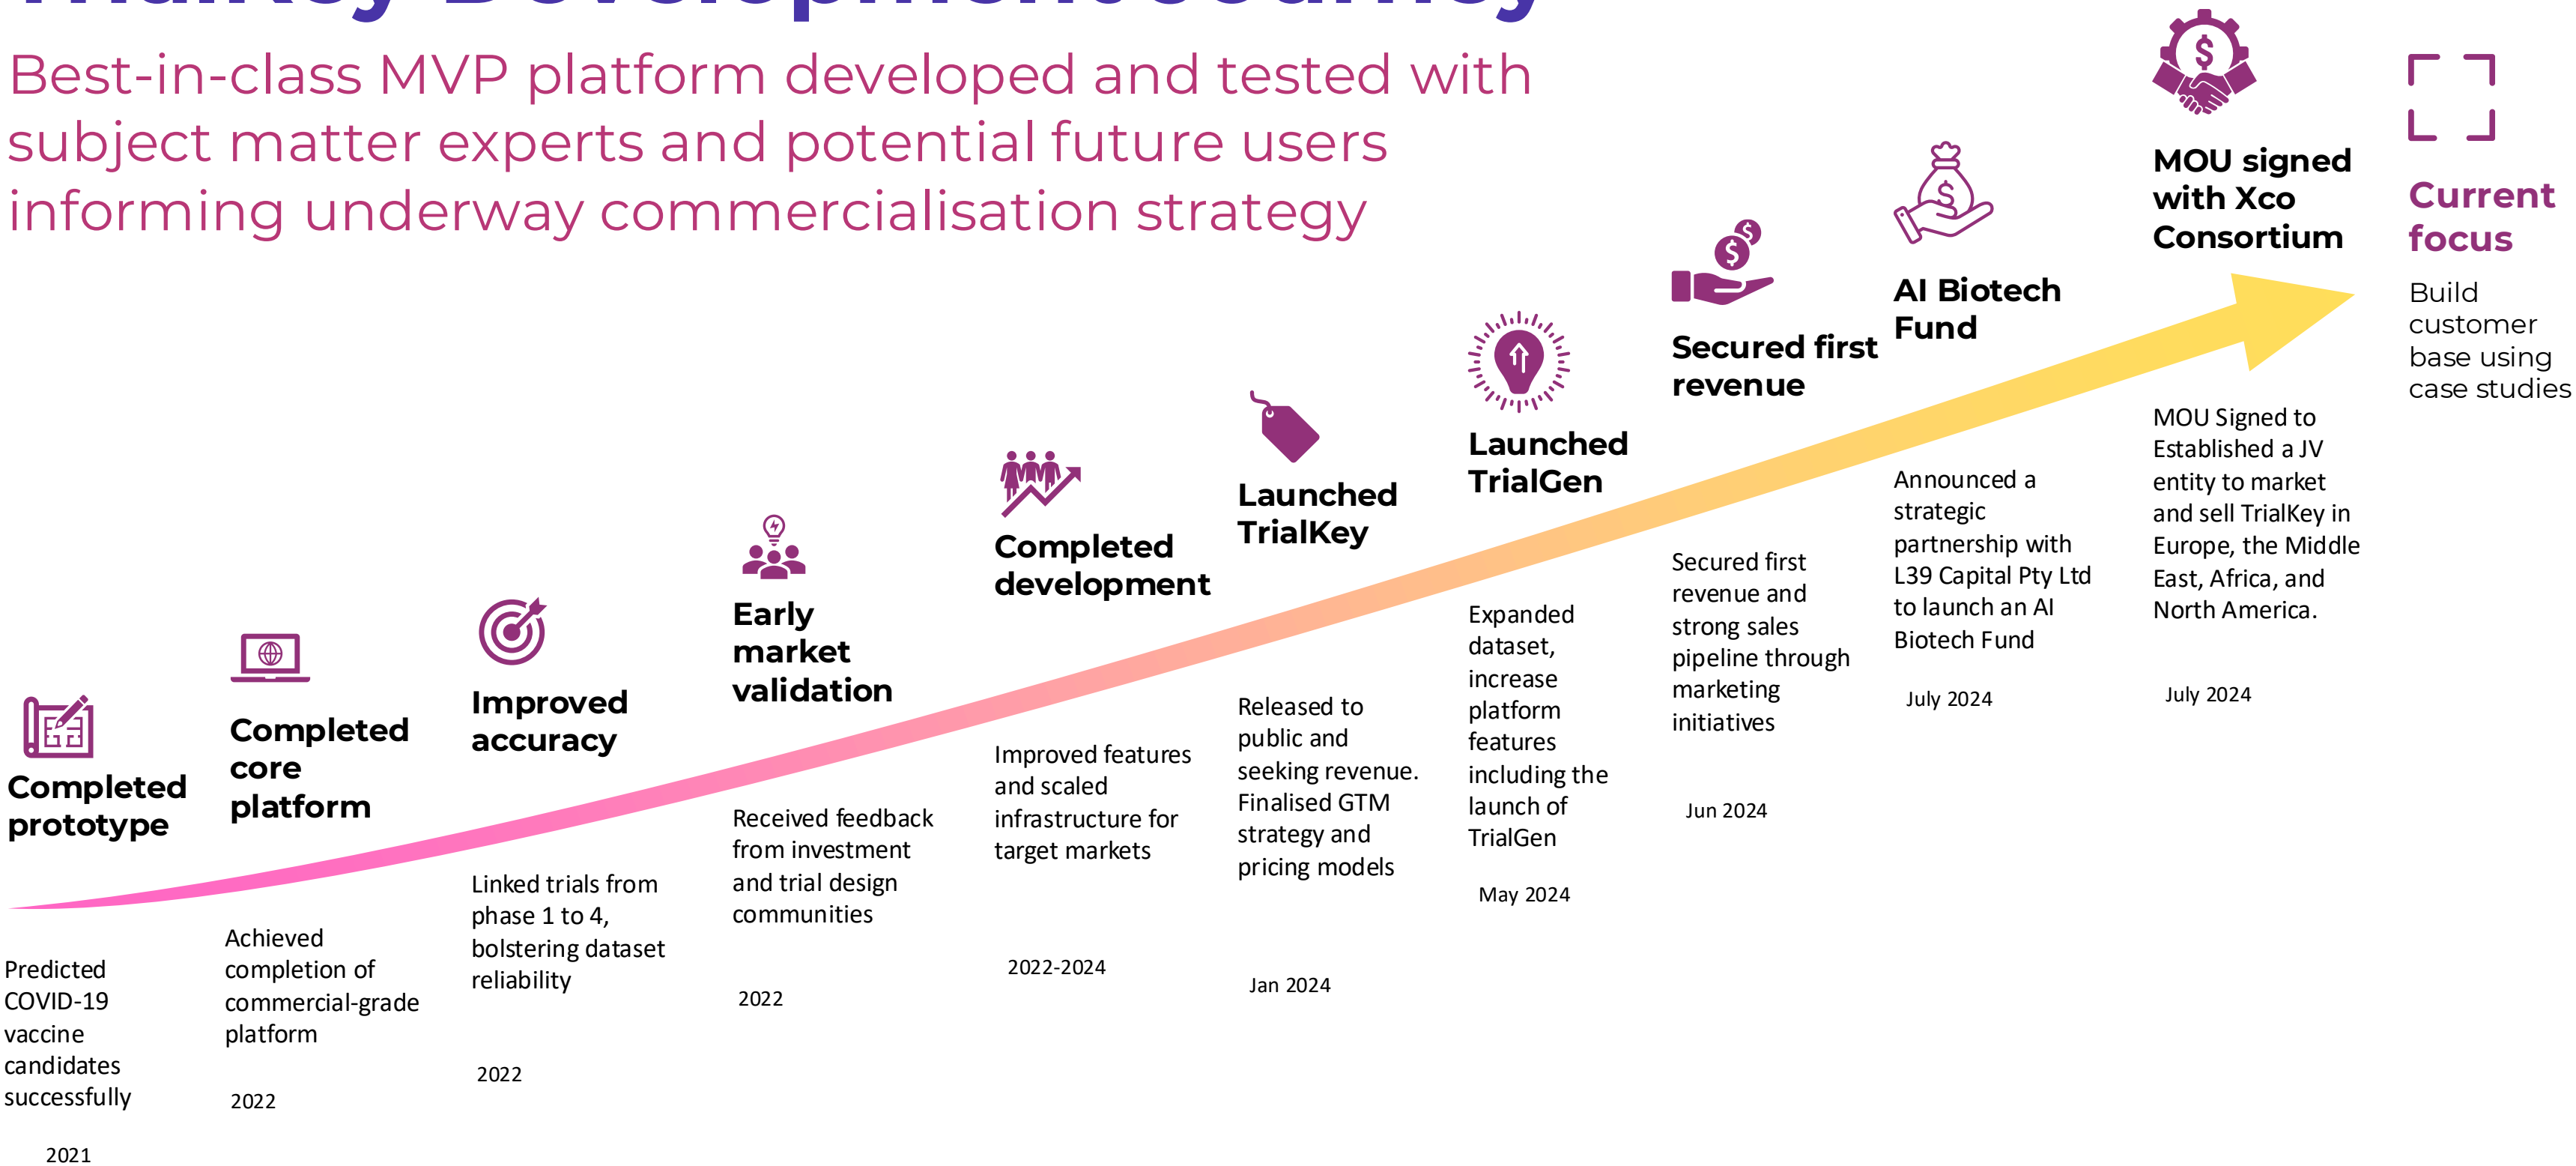 TrialKey Development Journey
Best-in-class MVP platform developed and tested with
subject matter experts and potential future users
informing underway commercialisation strategy
Completed
prototype
Predicted
COVID-19
vaccine
candidates
successfully
2021
Completed
core
platform
Achieved
completion of
commercial-grade
platform
2022
Improved
accuracy
Linked trials from
phase 1 to 4,
bolstering dataset
reliability
2022
Early
market
validation
Received feedback
from investment
and trial design
communities
2022
Completed
development
Improved features
and scaled
infrastructure for
target markets
2022-2024
Launched
TrialKey
Released to
public and
seeking revenue.
Finalised GTM
strategy and
pricing models
Jan 2024
Launched
TrialGen
Expanded
dataset,
increase
platform
features
including the
launch of
TrialGen
May 2024
Secured first
revenue
Secured first
revenue and
strong sales
pipeline through
marketing
initiatives
Jun 2024
AI Biotech
Fund
Announced a
strategic
partnership with
L39 Capital Pty Ltd
to launch an AI
Biotech Fund
July 2024
MOU signed
with Xco
Consortium
MOU Signed to
Established a JV
entity to market
and sell TrialKey in
Europe, the Middle
East, Africa, and
North America.
July 2024
Current
focus
Build
customer
base using
case studies